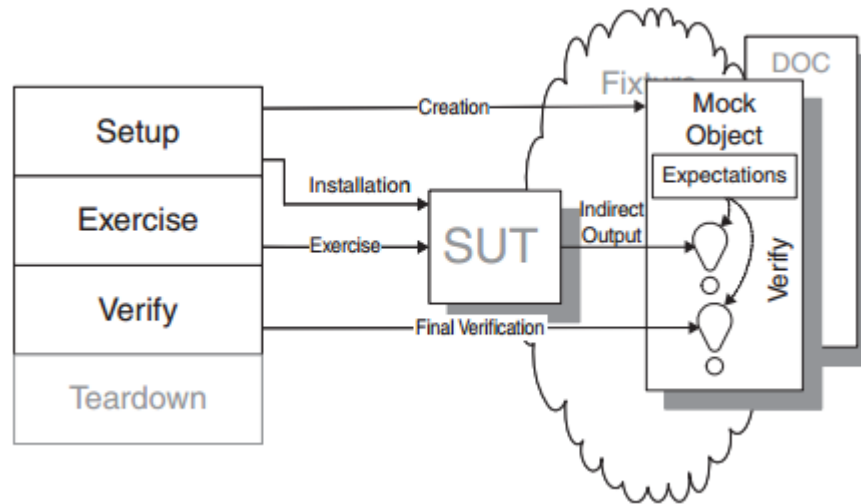 DOC
Fixture
Mock
Object
Setup
Creation
Expectations
Installation
Indirect
Output
Exercise
Exercise
SUT
Verify
Verify
Final Verification
Teardown